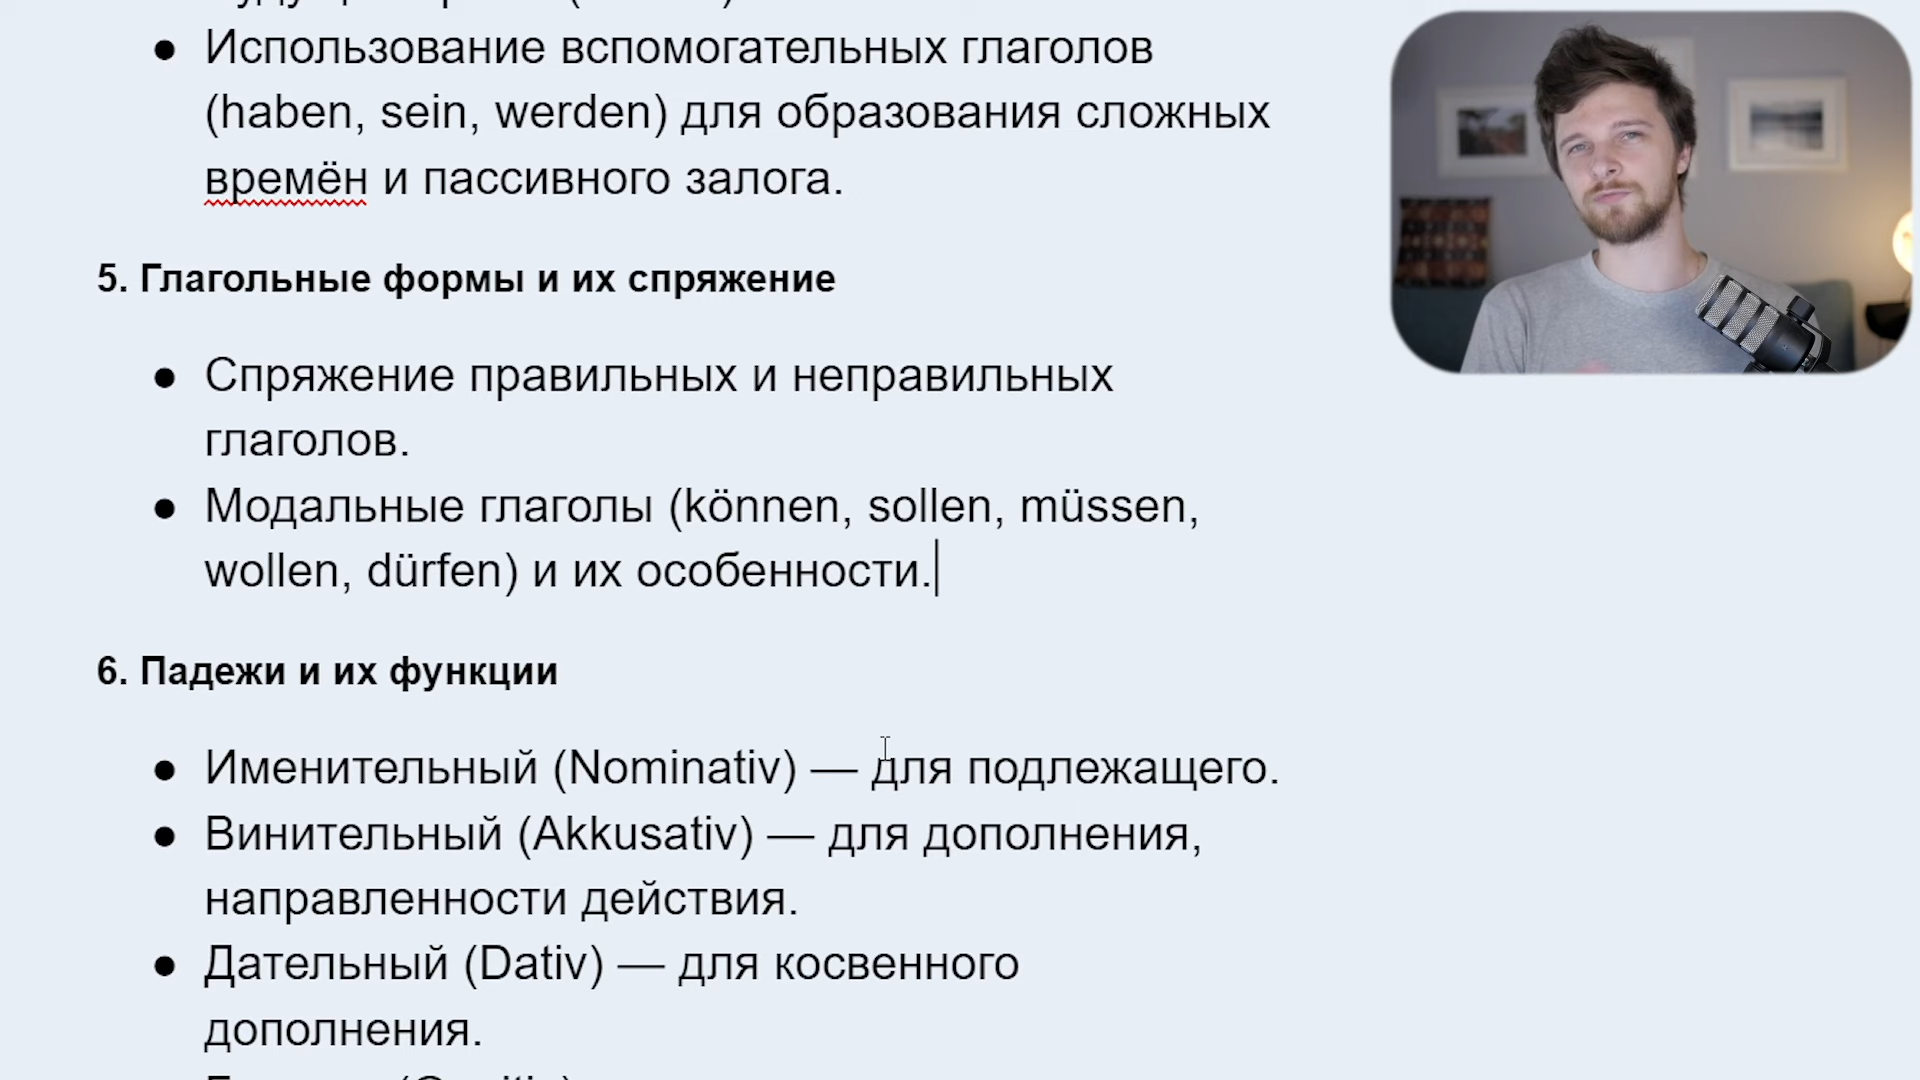 ● Использование вспомогательных глаголов
(haben, sein, werden) для образования сложных
времён и пассивного залога.
5. Глагольные формы и их спряжение
● Спряжение правильных и неправильных
глаголов.
● Модальные глаголы (können, sollen, müssen,
wollen, dürfen) и их особенности.
6. Падежи и их функции
● Именительный (Nominativ) — для подлежащего.
● Винительный (Akkusativ) — для дополнения,
направленности действия.
● Дательный (Dativ) — для косвенного
дополнения.